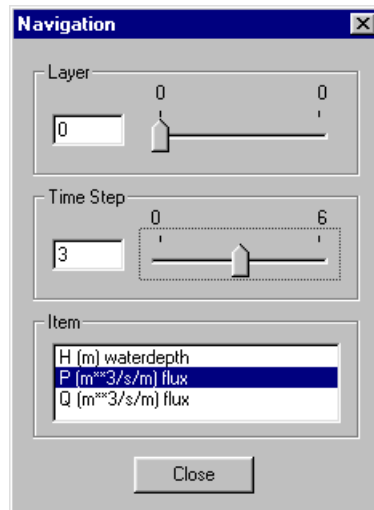 Navigation
Layer
0 0
0
Time Step
0 6
3
Item
H (m) waterdepth
P (m**3/s/m) flux
Q (m**3/s/m) flux
Close